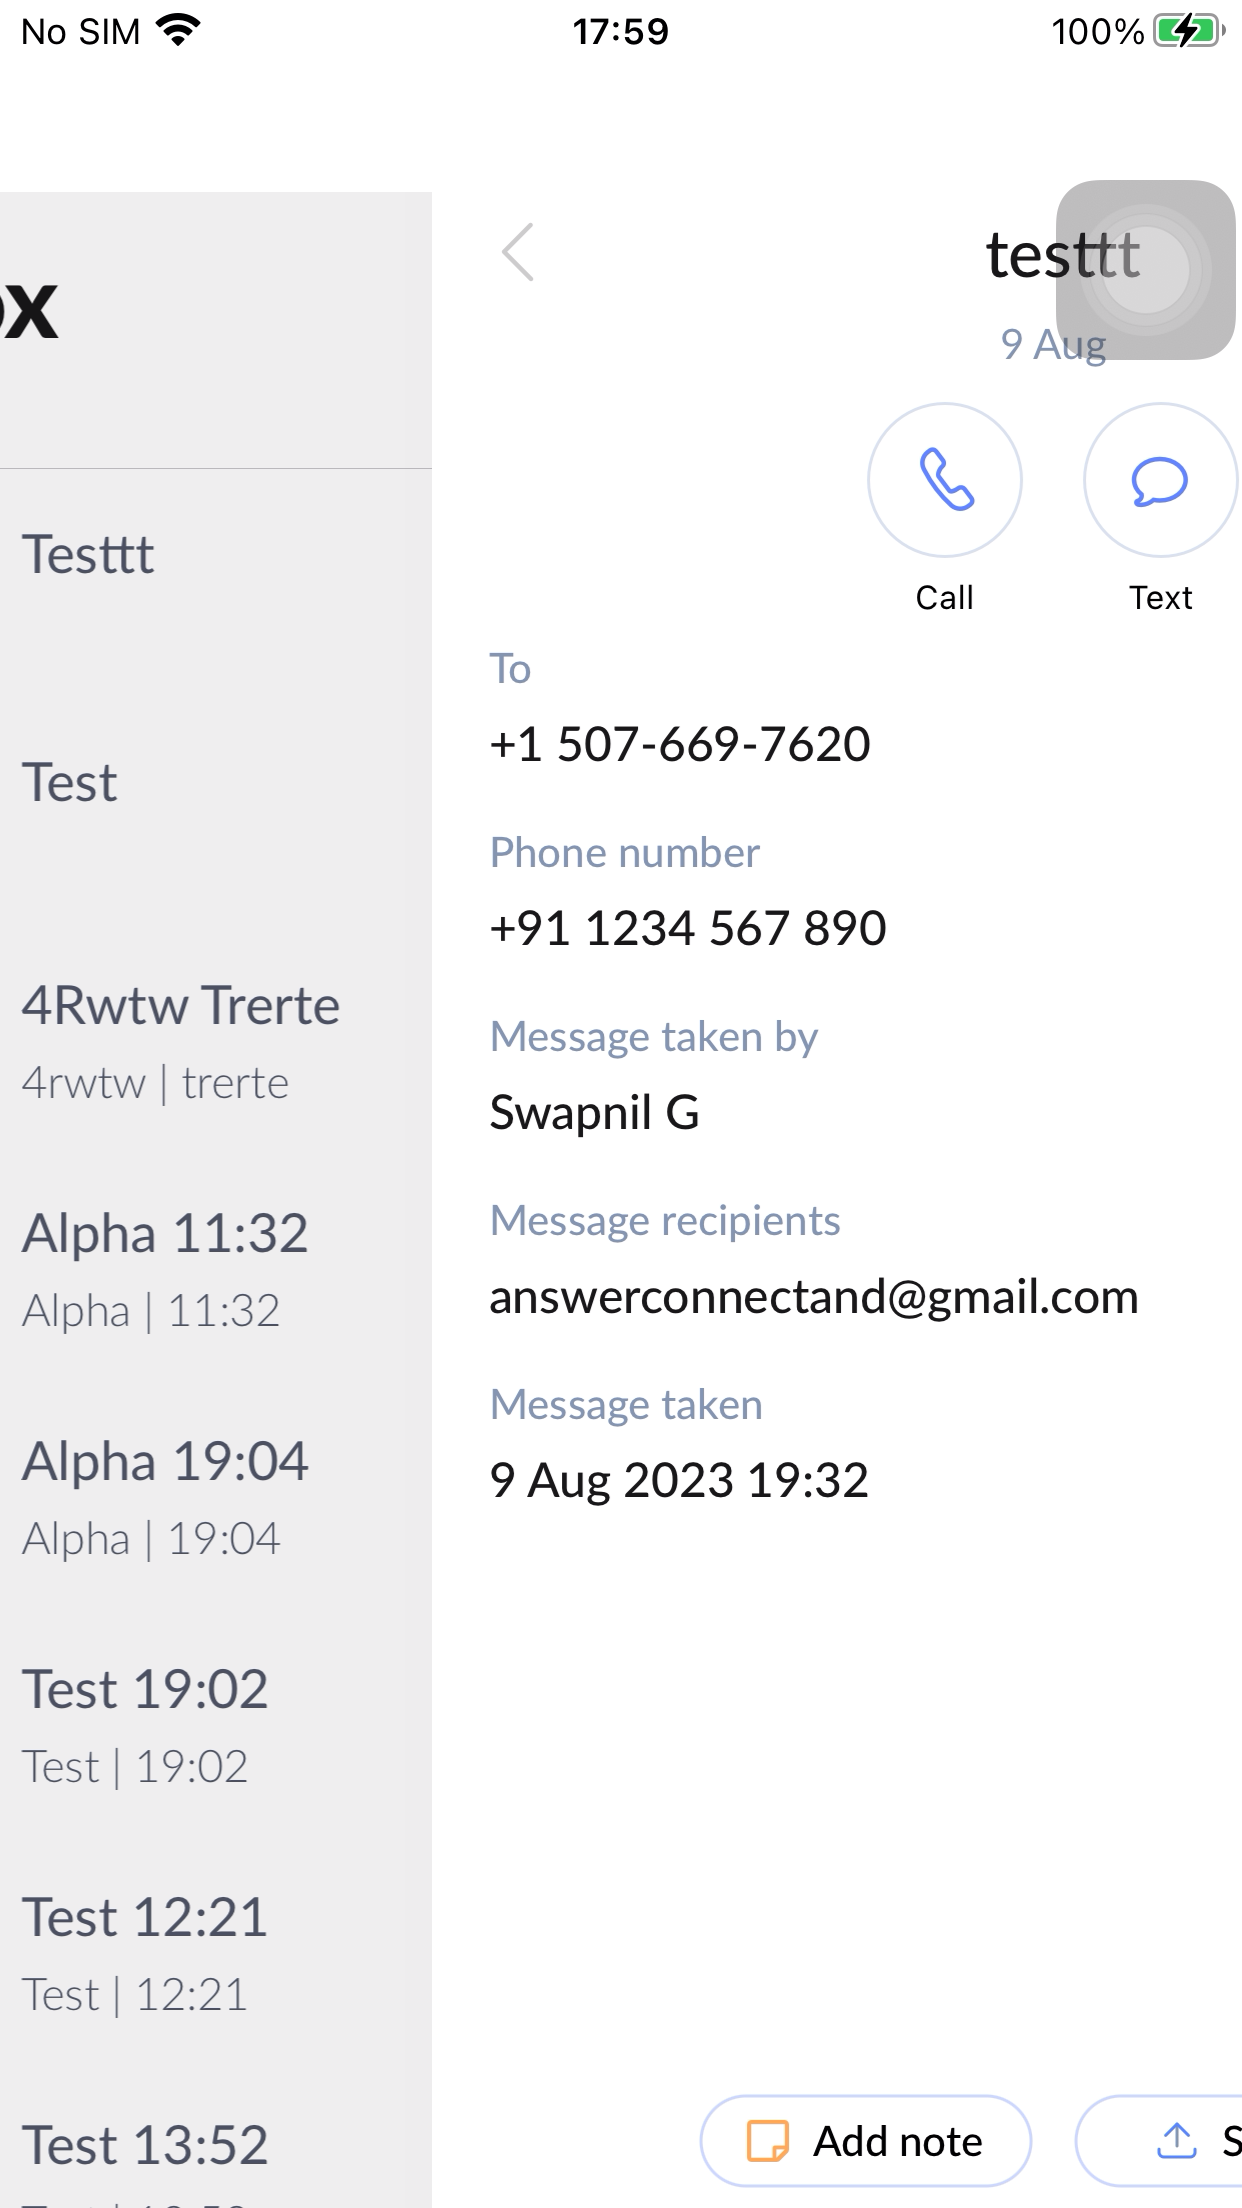 No SIM 17:59 100%
ox
testtt
9 Aug
Call Text
Testtt
Test
4Rwtw Trerte
4rwtw | trerte
Alpha 11:32
Alpha | 11:32
Alpha 19:04
Alpha | 19:04
Test 19:02
Test | 19:02
Test 12:21
Test | 12:21
Test 13:52
To
+1 507-669-7620
Phone number
+91 1234 567 890
Message taken by
Swapnil G
Message recipients
answerconnectand@gmail.com
Message taken
9 Aug 2023 19:32
Add note S